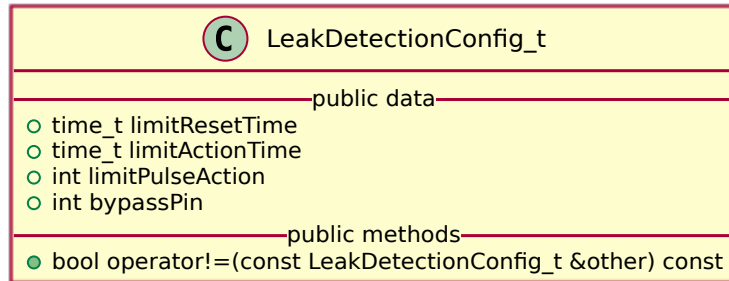 C LeakDetectionConfig_t
public data
time_t limitResetTime
time_t limitActionTime
int limitPulseAction
int bypassPin
public methods
bool operator!=(const LeakDetectionConfig_t &other) const